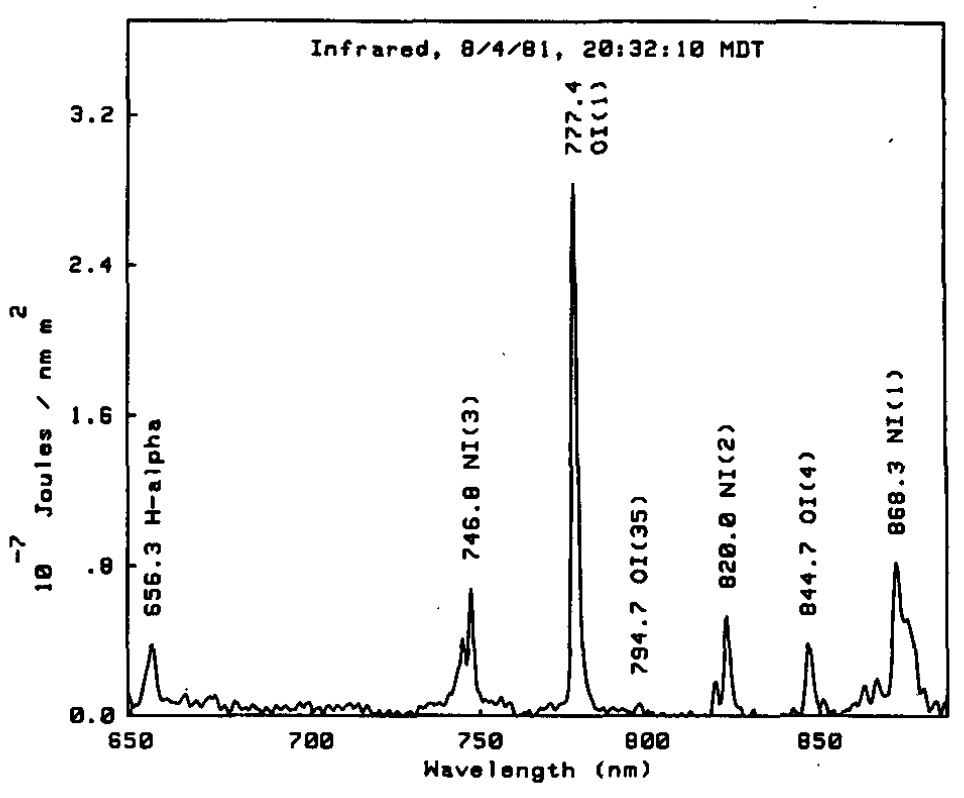 Infrared, 8/4/81, 20:32:10 MDT
3.2
2.4
1.6
.8
0.0
10 -7 Joules / nm m 2
656.3 H-alpha
746.8 NI(3)
777.4
OI(1)
794.7 OI(35)
820.0 NI(2)
844.7 OI(4)
868.3 NI(1)
650 700 750 800 850
Wavelength (nm)